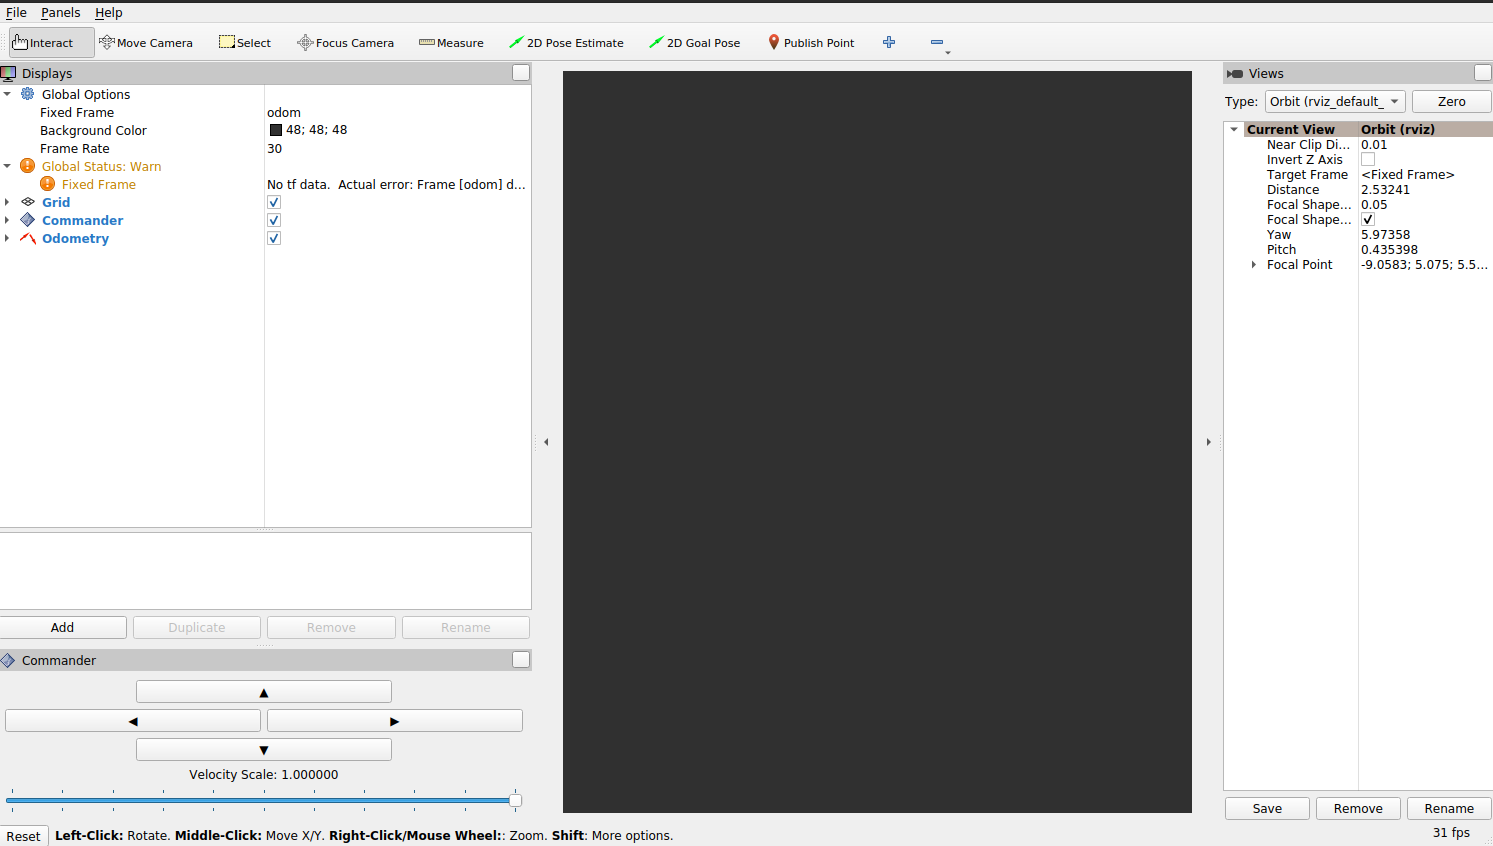 File Panels Help
Interact Move Camera Select Focus Camera Measure 2D Pose Estimate 2D Goal Pose Publish Point
Displays
Global Options
Fixed Frame odom
Background Color 48; 48; 48
Frame Rate 30
Global Status: Warn
Fixed Frame No tf data. Actual error: Frame [odom] d...
Grid
Commander
Odometry
Add Duplicate Remove Rename
Commander
▲
◀ ▶
▼
Velocity Scale: 1.000000
Reset Left-Click: Rotate. Middle-Click: Move X/Y. Right-Click/Mouse Wheel:: Zoom. Shift: More options.
Views
Type: Orbit (rviz_default_ Zero
Current View Orbit (rviz)
Near Clip Di... 0.01
Invert Z Axis
Target Frame <Fixed Frame>
Distance 2.53241
Focal Shape... 0.05
Focal Shape...
Yaw 5.97358
Pitch 0.435398
Focal Point -9.0583; 5.075; 5.5...
Save Remove Rename
31 fps